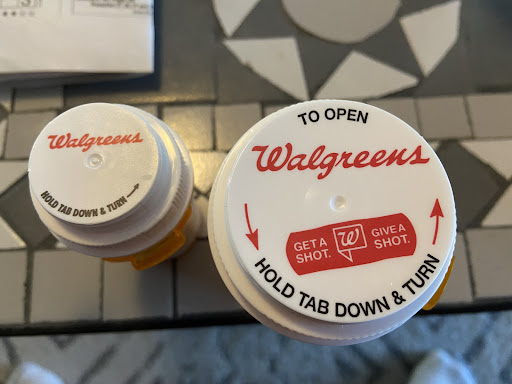 Walgreens
HOLD TAB DOWN & TURN
TO OPEN
Walgreens
GET A
SHOT.
W
GIVE A
SHOT.
HOLD TAB DOWN & TURN